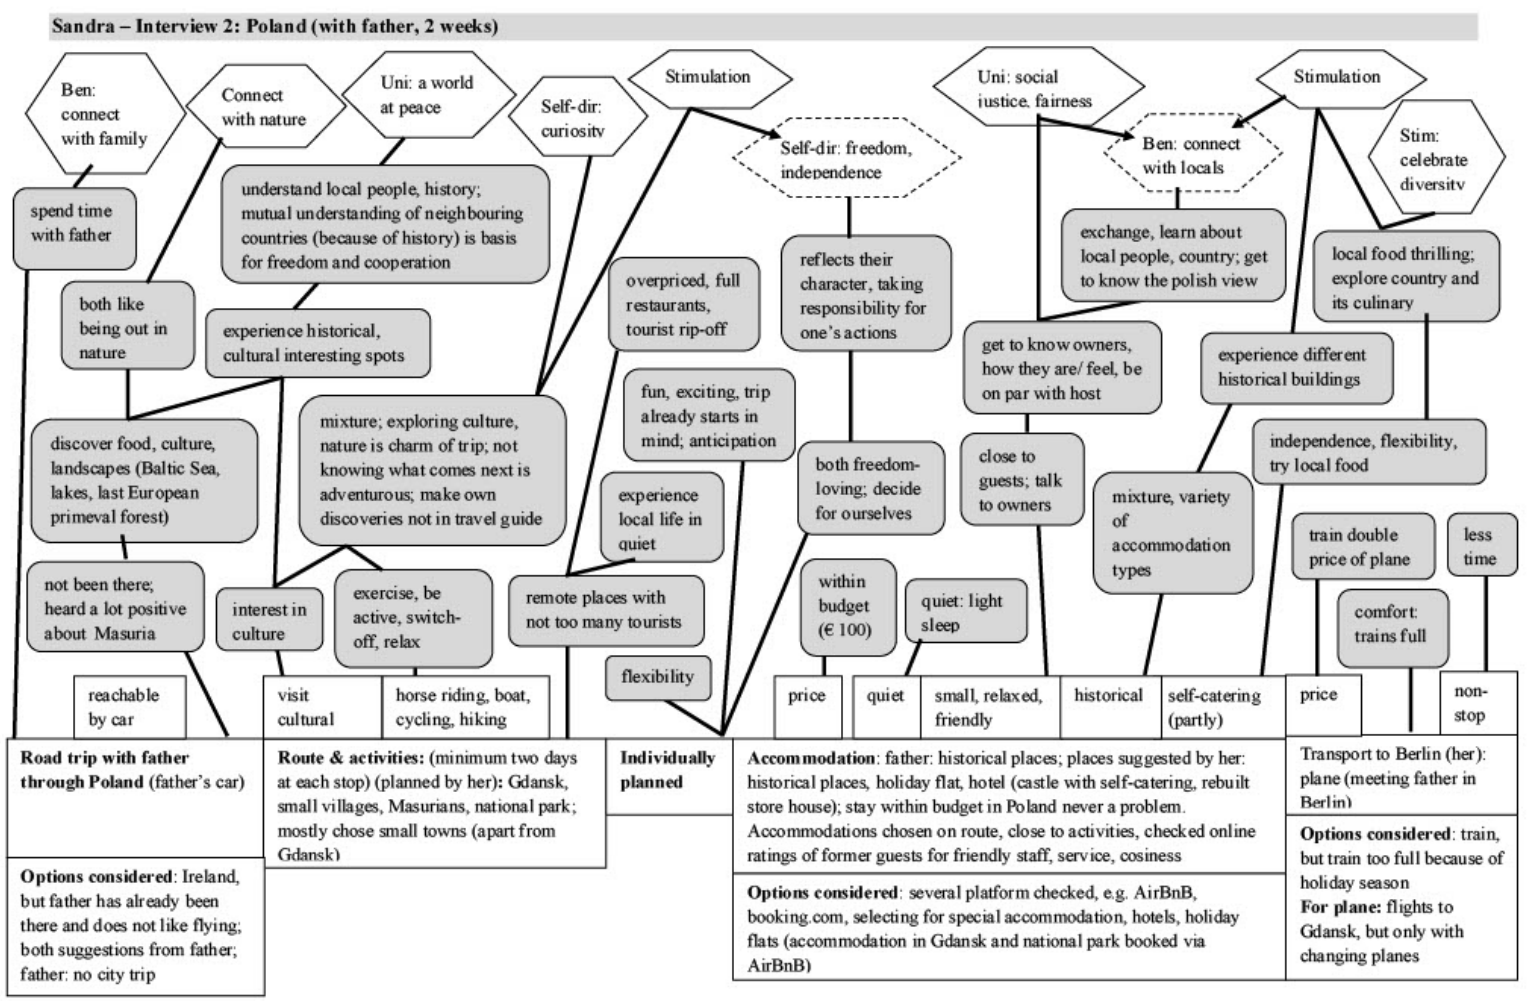 Sandra – Interview 2: Poland (with father, 2 weeks)
Ben:
connect
with family
Connect
with nature
Uni: a world
at peace
Self-dir:
curiosity
Stimulation
Self-dir: freedom,
independence
Uni: social
justice, fairness
Ben: connect
with locals
Stimulation
Stim:
celebrate
diversity
spend time
with father
understand local people, history;
mutual understanding of neighbouring
countries (because of history) is basis
for freedom and cooperation
both like
being out in
nature
experience historical,
cultural interesting spots
overpriced, full
restaurants,
tourist rip-off
reflects their
character, taking
responsibility for
one's actions
exchange, learn about
local people, country; get
to know the polish view
local food thrilling;
explore country and
its culinary
get to know owners,
how they are/ feel, be
on par with host
experience different
historical buildings
fun, exciting, trip
already starts in
mind; anticipation
discover food, culture,
landscapes (Baltic Sea,
lakes, last European
primeval forest)
mixture; exploring culture,
nature is charm of trip; not
knowing what comes next is
adventurous; make own
discoveries not in travel guide
experience
local life in
quiet
both freedom-
loving; decide
for ourselves
close to
guests; talk
to owners
independence, flexibility,
try local food
mixture, variety
of
accommodation
types
train double
price of plane
less
time
not been there;
heard a lot positive
about Masuria
interest in
culture
exercise, be
active, switch-
off, relax
remote places with
not too many tourists
within
budget
(€ 100)
quiet: light
sleep
comfort:
trains full
flexibility
reachable
by car
visit
cultural
horse riding, boat,
cycling, hiking
price
quiet
small, relaxed,
friendly
historical
self-catering
(partly)
price
non-
stop
Road trip with father
through Poland (father's car)
Route & activities: (minimum two days
at each stop) (planned by her): Gdansk,
small villages, Masurians, national park;
mostly chose small towns (apart from
Gdansk)
Individually
planned
Accommodation: father: historical places; places suggested by her:
historical places, holiday flat, hotel (castle with self-catering, rebuilt
store house); stay within budget in Poland never a problem.
Accommodations chosen on route, close to activities, checked online
ratings of former guests for friendly staff, service, cosiness
Transport to Berlin (her):
plane (meeting father in
Berlin)
Options considered: Ireland,
but father has already been
there and does not like flying;
both suggestions from father;
father: no city trip
Options considered: several platform checked, e.g. AirBnB,
booking.com, selecting for special accommodation, hotels, holiday
flats (accommodation in Gdansk and national park booked via
AirBnB)
Options considered: train,
but train too full because of
holiday season
For plane: flights to
Gdansk, but only with
changing planes